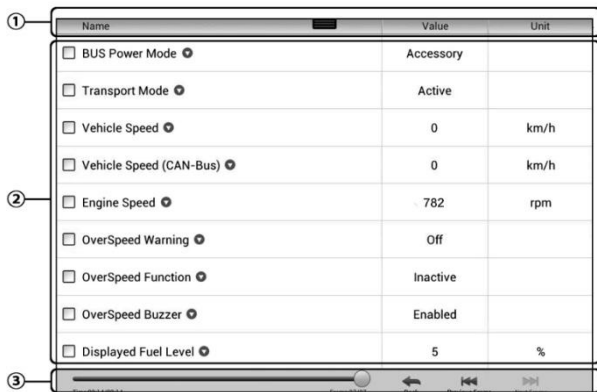 ①
Name Value Unit
BUS Power Mode Accessory
Transport Mode Active
Vehicle Speed 0 km/h
Vehicle Speed (CAN-Bus) 0 km/h
②
Engine Speed 782 rpm
OverSpeed Warning Off
OverSpeed Function Inactive
OverSpeed Buzzer Enabled
Displayed Fuel Level 5 %
③